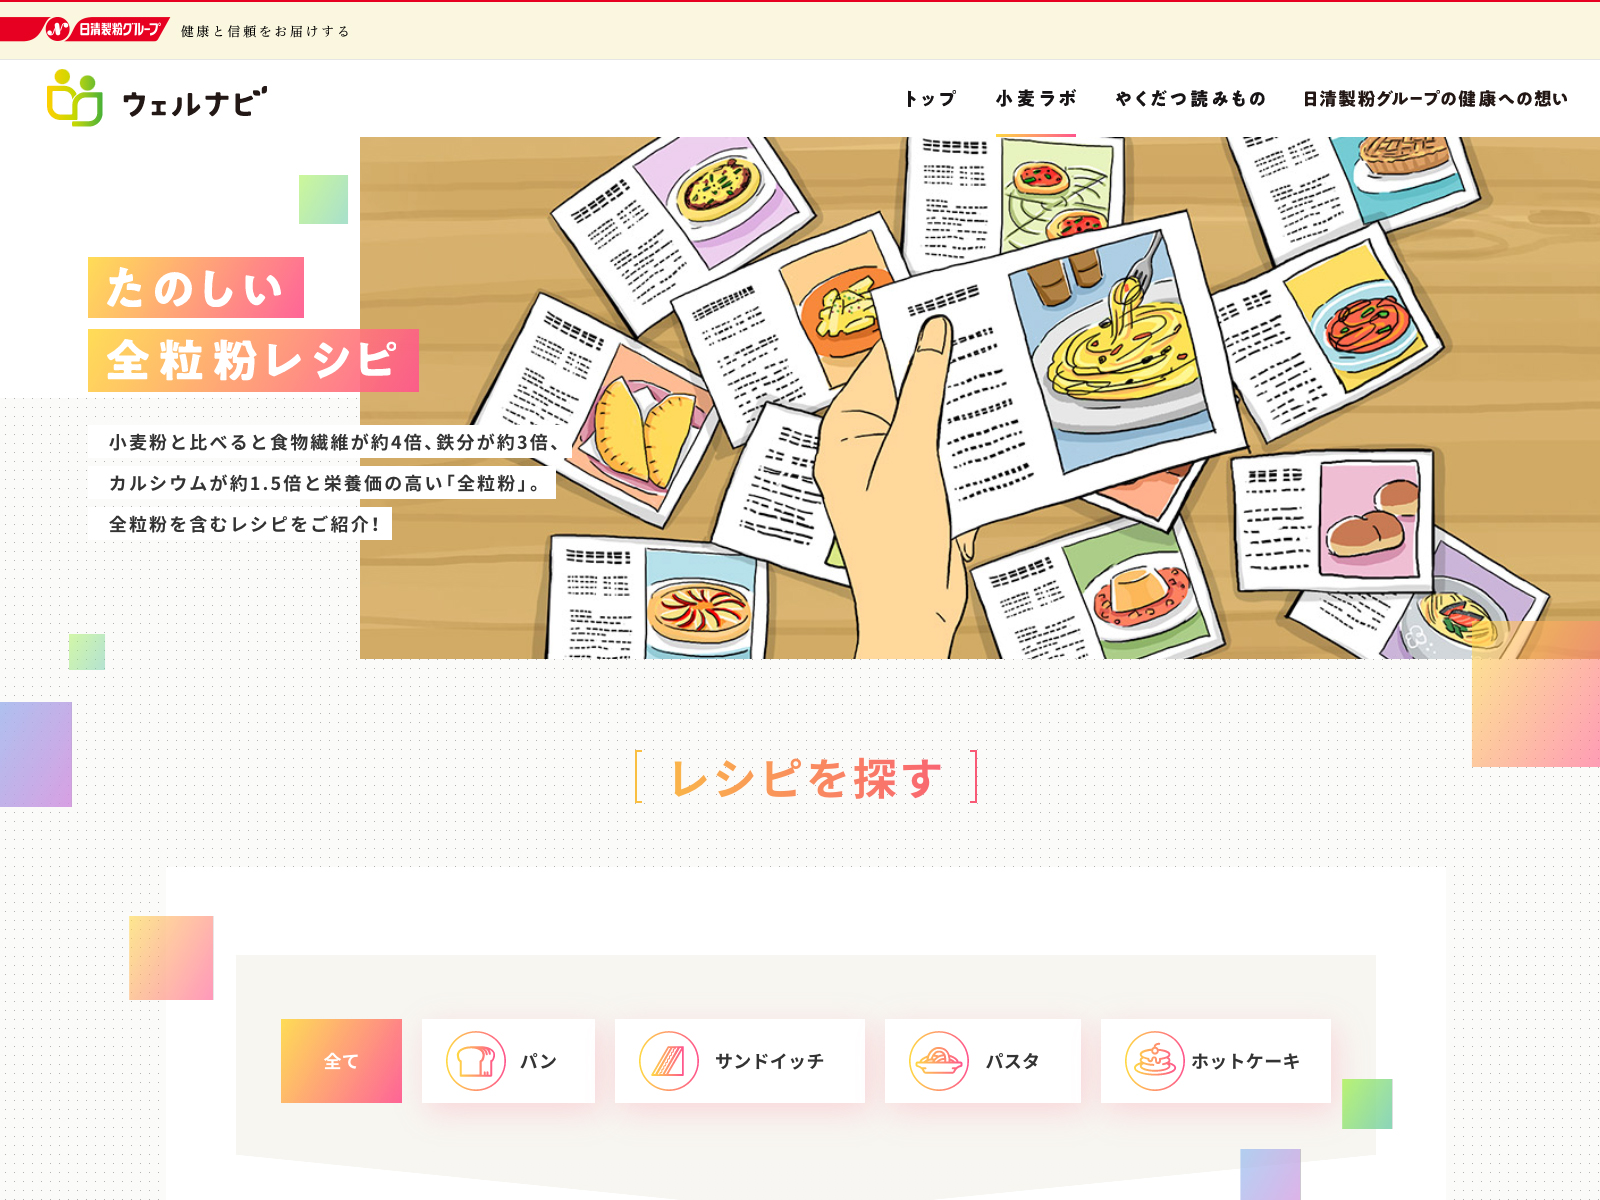 日清製粉グループ 健康と信頼をお届けする
ウェルナビ
トップ 小麦ラボ やくだつ読みもの 日清製粉グループの健康への想い
たのしい
全粒粉レシピ
小麦粉と比べると食物繊維が約4倍、鉄分が約3倍、
カルシウムが約1.5倍と栄養価の高い「全粒粉」。
全粒粉を含むレシピをご紹介!
レシピを探す
全て パン サンドイッチ パスタ ホットケーキ